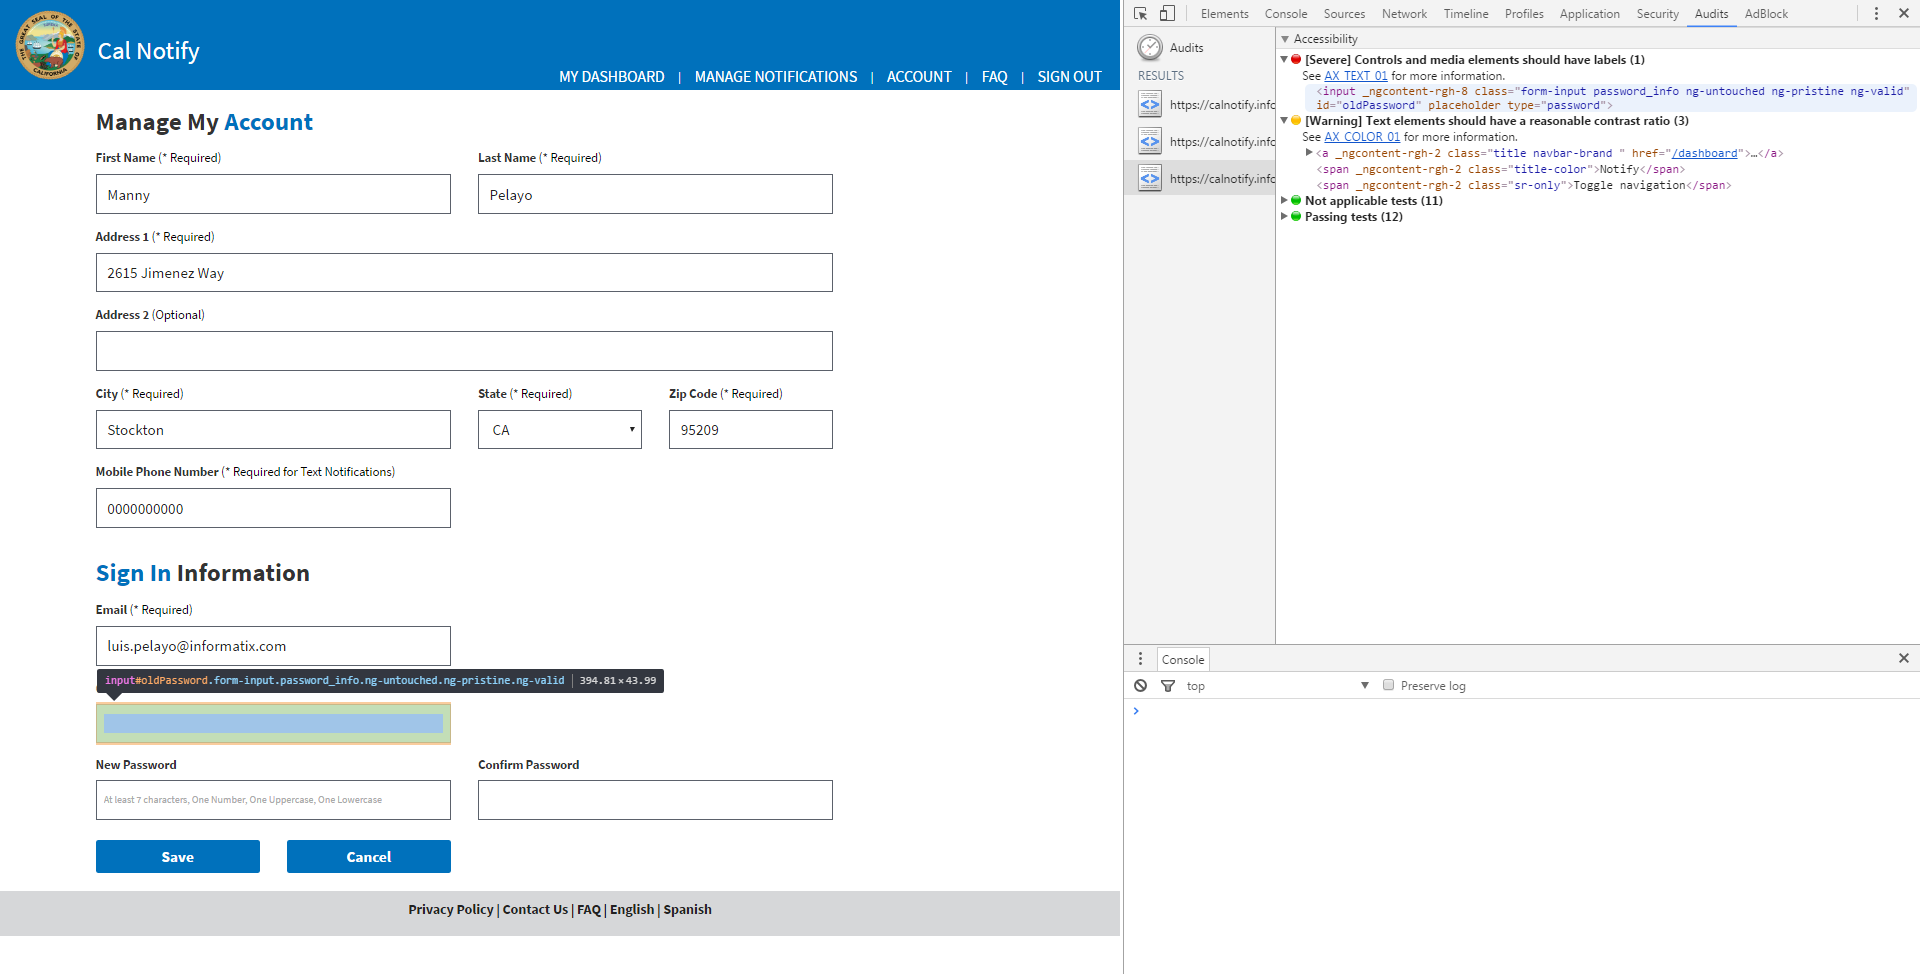 Cal Notify
MY DASHBOARD | MANAGE NOTIFICATIONS | ACCOUNT | FAQ | SIGN OUT
Manage My Account
First Name (* Required)
Last Name (* Required)
Manny
Pelayo
Address 1 (* Required)
2615 Jimenez Way
Address 2 (Optional)
City (* Required)
State (* Required)
Zip Code (* Required)
Stockton
CA
95209
Mobile Phone Number (* Required for Text Notifications)
0000000000
Sign In Information
Email (* Required)
luis.pelayo@informatix.com
input#oldPassword.form-input.password_info.ng-untouched.ng-pristine.ng-valid | 394.81 × 43.99
New Password
Confirm Password
At least 7 characters, One Number, One Uppercase, One Lowercase
Save
Cancel
Privacy Policy | Contact Us | FAQ | English | Spanish
Elements Console Sources Network Timeline Profiles Application Security Audits AdBlock
Audits
RESULTS
https://calnotify.info
https://calnotify.info
https://calnotify.info
Accessibility
[Severe] Controls and media elements should have labels (1)
See AX_TEXT_01 for more information.
<input _ngcontent-rgh-8 class="form-input password_info ng-untouched ng-pristine ng-valid"
id="oldPassword" placeholder type="password">
[Warning] Text elements should have a reasonable contrast ratio (3)
See AX_COLOR_01 for more information.
<a _ngcontent-rgh-2 class="title navbar-brand " href="/dashboard">…</a>
<span _ngcontent-rgh-2 class="title-color">Notify</span>
<span _ngcontent-rgh-2 class="sr-only">Toggle navigation</span>
Not applicable tests (11)
Passing tests (12)
Console
top
Preserve log